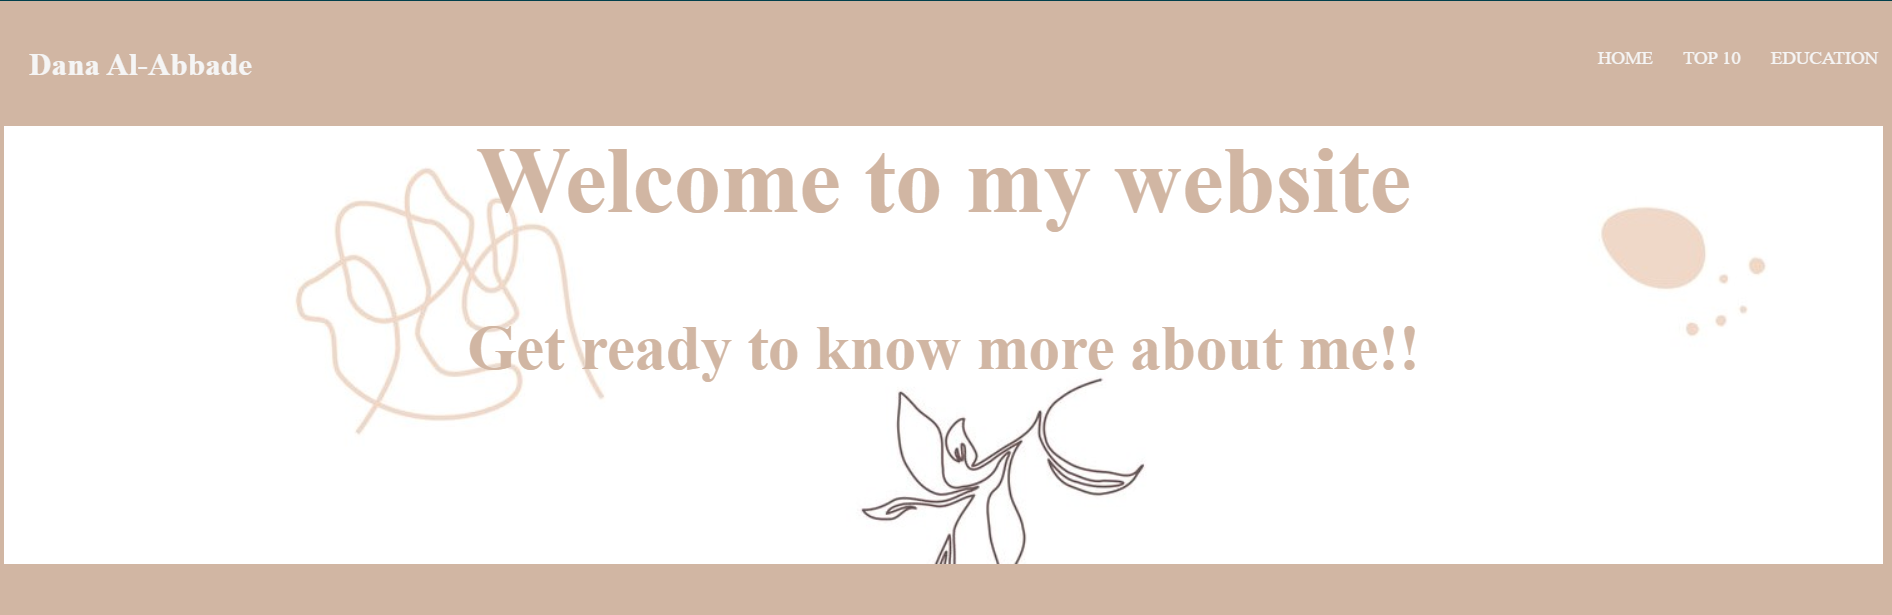 Dana Al-Abbade
HOME TOP 10 EDUCATION
Welcome to my website
Get ready to know more about me!!